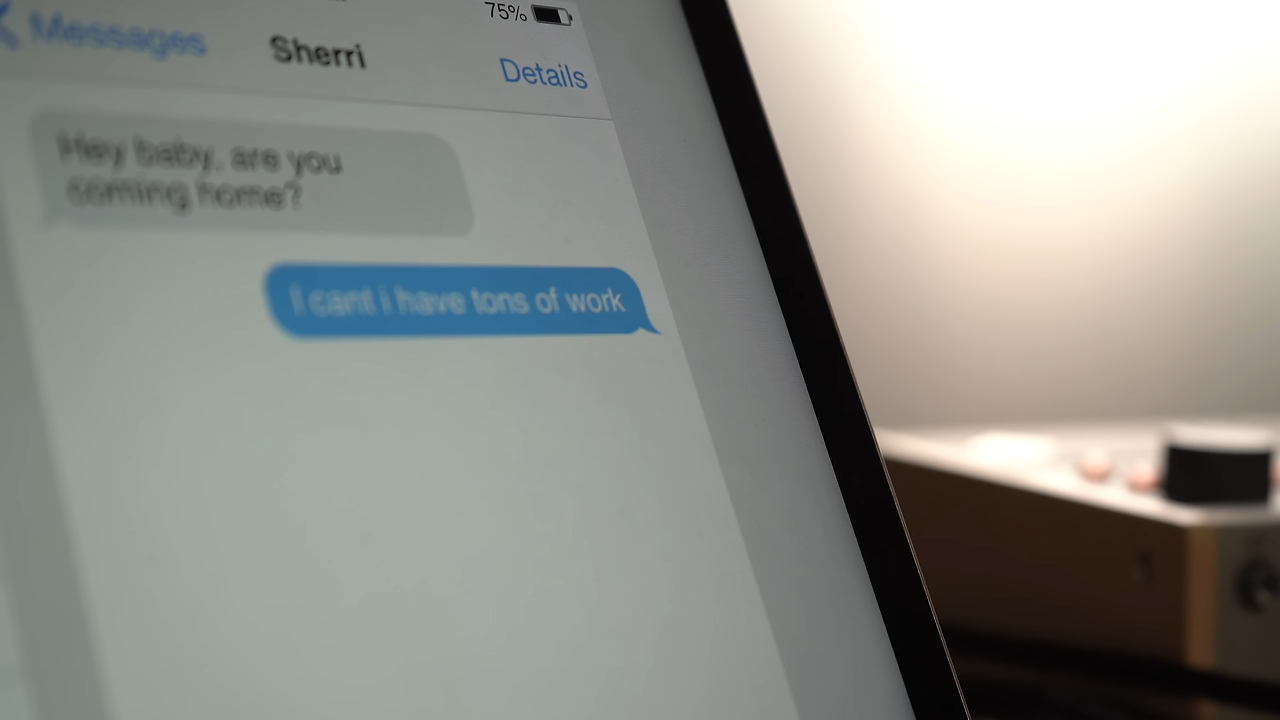 75%
Messages
Sherri
Details
Hey baby, are you
coming home?
I cant i have tons of work